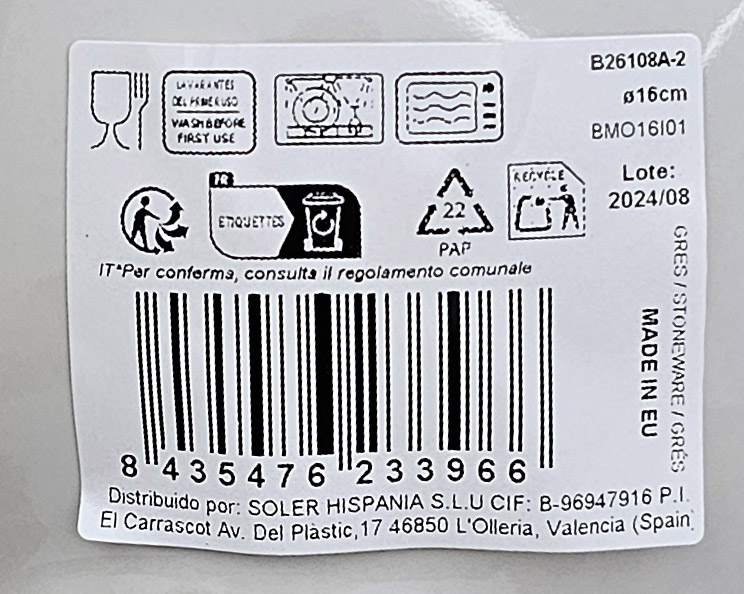 LAVAR ANTES
DEL PRIMER USO
WASH BEFORE
FIRST USE
B26108A-2
ø16cm
BMO16I01
Lote:
2024/08
FR
ETIQUETTES
22
PAP
RECYCLE
IT*Per conferma, consulta il regolamento comunale
GRES / STONEWARE / GRÉS
MADE IN EU
8 435476 233966
Distribuido por: SOLER HISPANIA S.L.U CIF: B-96947916 P.I.
El Carrascot Av. Del Plàstic,17 46850 L'Olleria, Valencia (Spain)